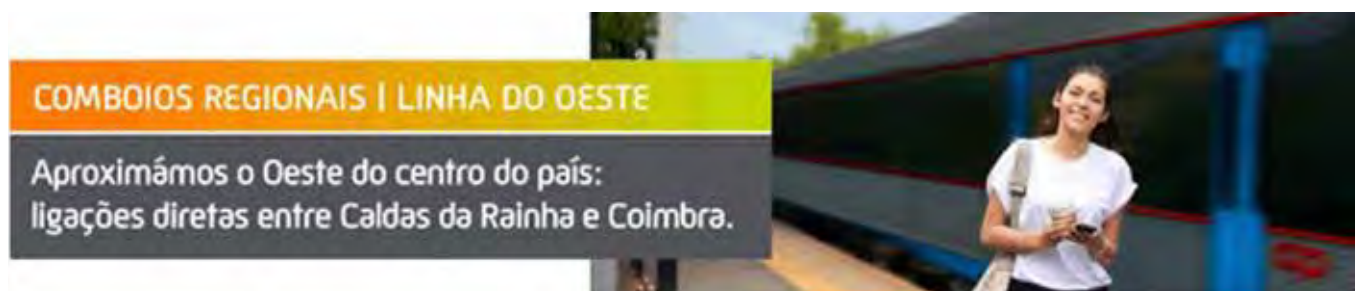 COMBOIOS REGIONAIS | LINHA DO OESTE
Aproximámos o Oeste do centro do país:
ligações diretas entre Caldas da Rainha e Coimbra.